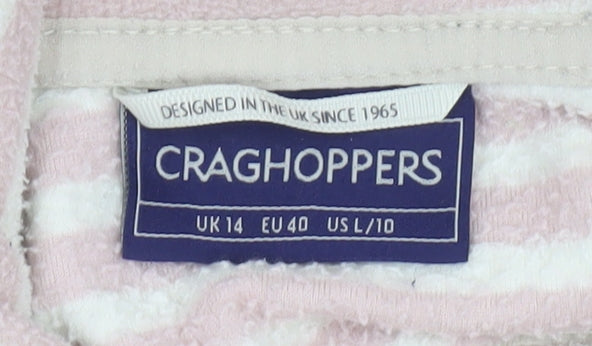 DESIGNED IN THE UK SINCE 1965
CRAGHOPPERS
UK 14 EU 40 US L/10